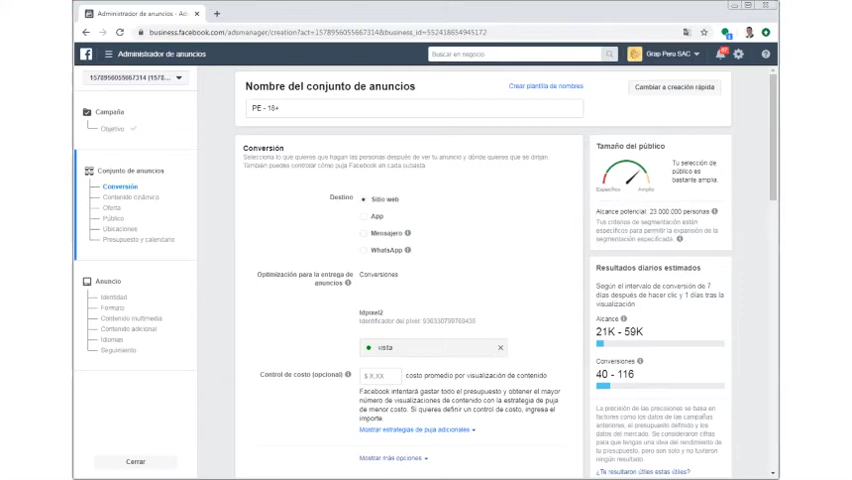 Administrador de anuncios - Ads
business.facebook.com/adsmanager/creation?act=1578956055667314&business_id=552418654945172
Administrador de anuncios
Buscar en negocio
Grap Peru SAC
1578956055667314 (1578...
Campaña
Objetivo
Conjunto de anuncios
Conversión
Contenido dinámico
Oferta
Público
Ubicaciones
Presupuesto y calendario
Anuncio
Identidad
Formato
Contenido multimedia
Contenido adicional
Idiomas
Seguimiento
Cerrar
Nombre del conjunto de anuncios
Crear plantilla de nombres
PE - 18+
Cambiar a creación rápida
Conversión
Selecciona lo que quieres que hagan las personas después de ver tu anuncio y dónde quieres que se dirijan.
También puedes controlar cómo puja Facebook en cada subasta.
Destino
Sitio web
App
Mensajero
WhatsApp
Optimización para la entrega de
anuncios
Conversiones
Idpixel2
Identificador del píxel: 936330799769435
visita
Control de costo (opcional)
$ X.XX
costo promedio por visualización de contenido
Facebook intentará gastar todo el presupuesto y obtener el mayor
número de visualizaciones de contenido con la estrategia de puja
de menor costo. Si quieres definir un control de costo, ingresa el
importe.
Mostrar estrategias de puja adicionales
Mostrar más opciones
Tamaño del público
Específico
Amplio
Tu selección de
público es
bastante amplia.
Alcance potencial: 23.000.000 personas
Tus criterios de segmentación están
específicos para permitir la expansión de la
segmentación especificada.
Resultados diarios estimados
Según el intervalo de conversión de 7
días después de hacer clic y 1 días tras la
visualización
Alcance
21K - 59K
Conversiones
40 - 116
La precisión de las precisiones se basa en
factores como los datos de las campañas
anteriores, el presupuesto definido y los
datos del mercado. Se consideran cifras
para que tengas una idea del rendimiento de
tu presupuesto, pero son solo y no tuvieron
ningún resultado.
¿Te resultaron útiles estas útiles?